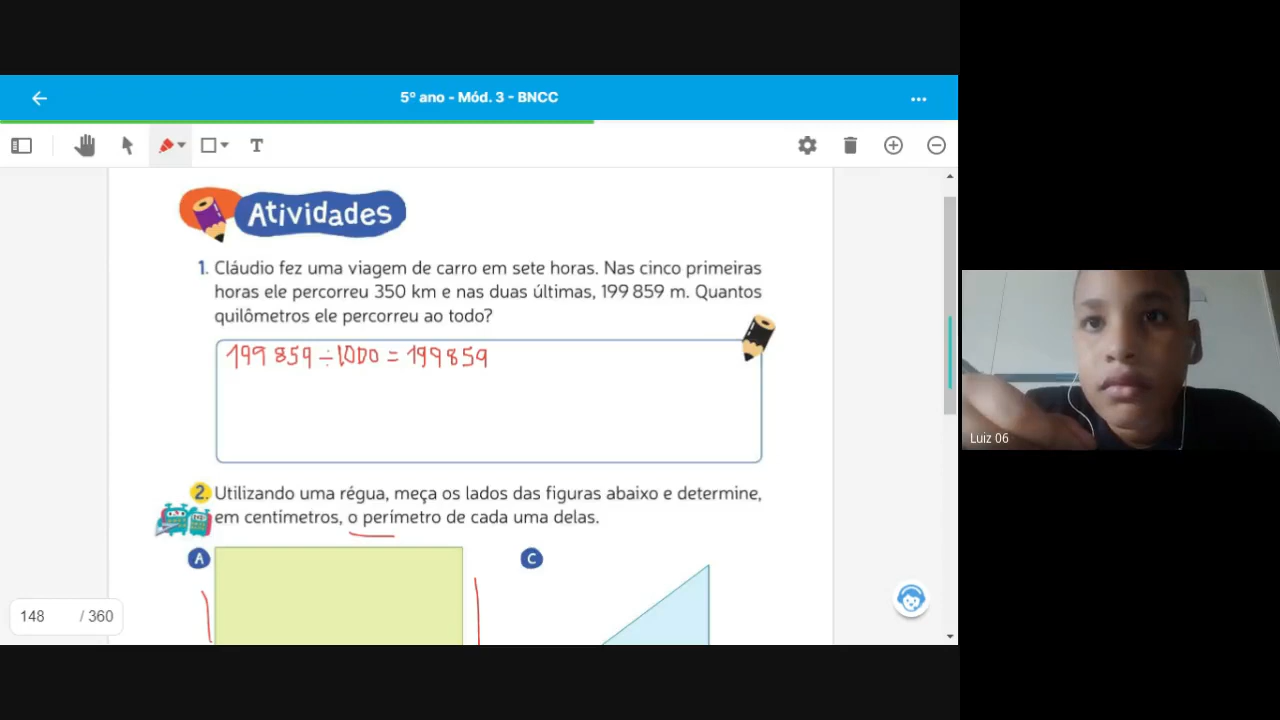 5º ano - Mód. 3 - BNCC
T
Atividades
1. Cláudio fez uma viagem de carro em sete horas. Nas cinco primeiras
horas ele percorreu 350 km e nas duas últimas, 199 859 m. Quantos
quilômetros ele percorreu ao todo?
199 859 ÷ 1000 = 199859
2. Utilizando uma régua, meça os lados das figuras abaixo e determine,
em centímetros, o perímetro de cada uma delas.
A
C
148 / 360
Luiz 06